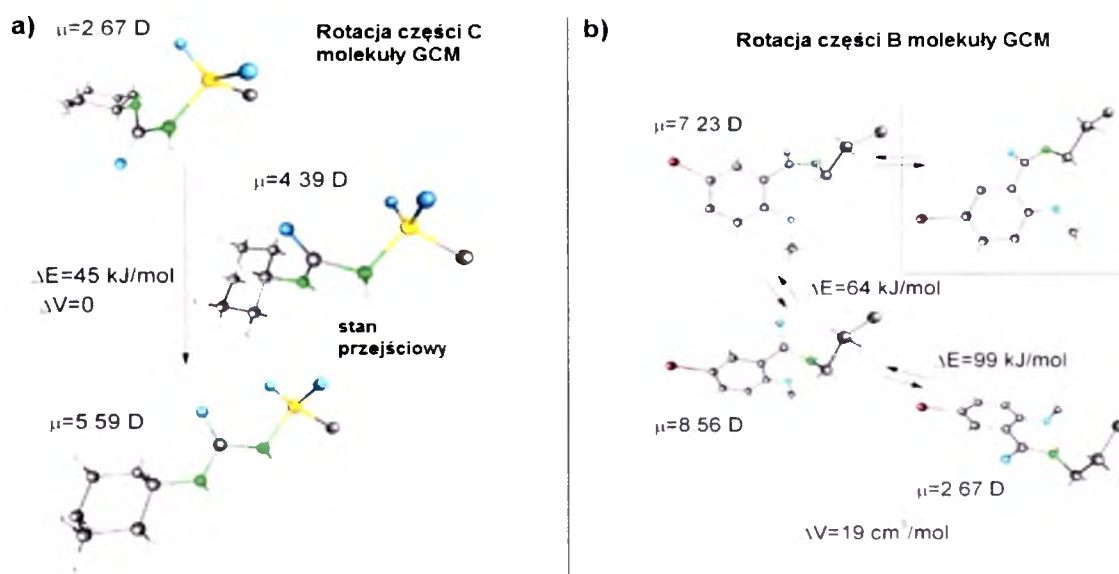 a)
μ=2 67 D
Rotacja części C
molekuły GCM
μ=4 39 D
ΔE=45 kJ/mol
ΔV=0
stan
przejściowy
μ=5 59 D
b)
Rotacja części B molekuły GCM
μ=7 23 D
ΔE=64 kJ/mol
ΔE=99 kJ/mol
μ=8 56 D
μ=2 67 D
ΔV=19 cm³/mol